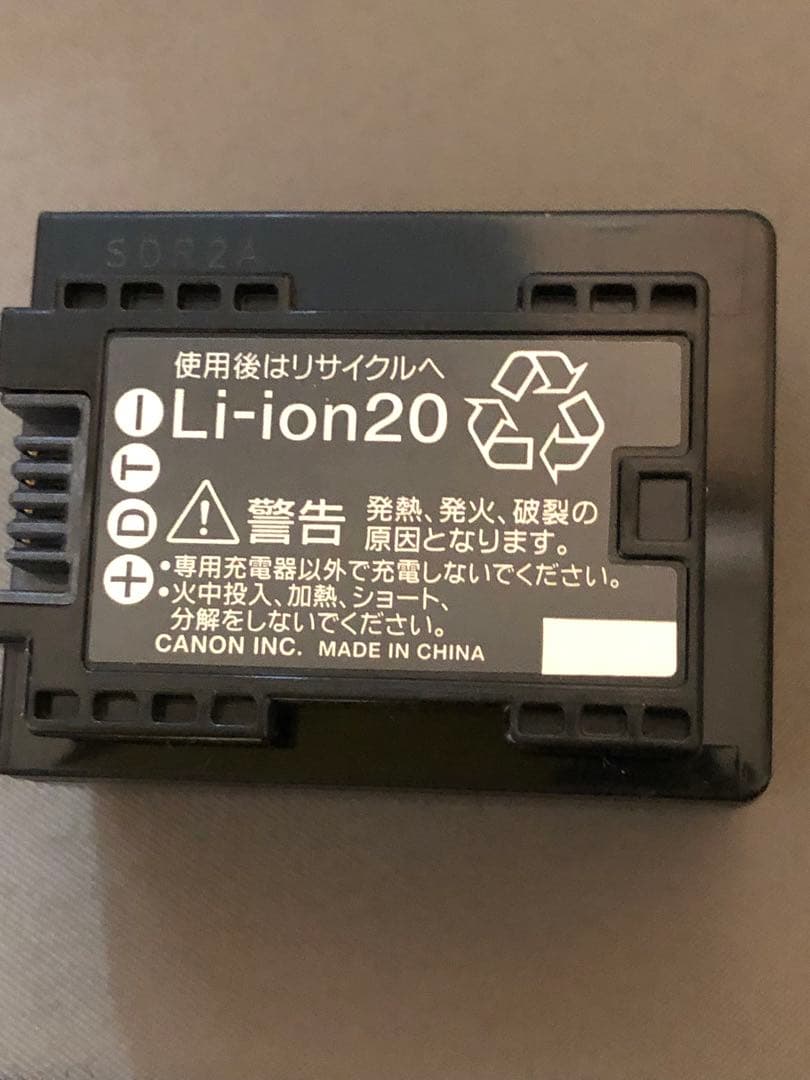 SDR2A
使用後はリサイクルへ
Li-ion20
− T D +
警告
発熱、発火、破裂の
原因となります。
•専用充電器以外で充電しないでください。
•火中投入、加熱、ショート、
分解をしないでください。
CANON INC. MADE IN CHINA